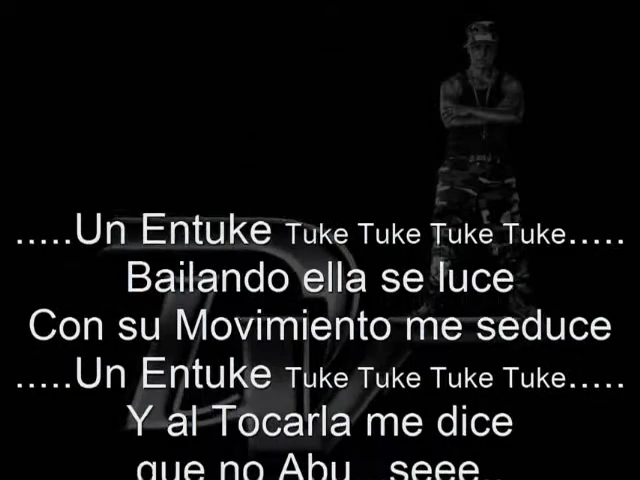 .....Un Entuke Tuke Tuke Tuke Tuke.....
Bailando ella se luce
Con su Movimiento me seduce
.....Un Entuke Tuke Tuke Tuke Tuke.....
Y al Tocarla me dice
que no Abu...seee..